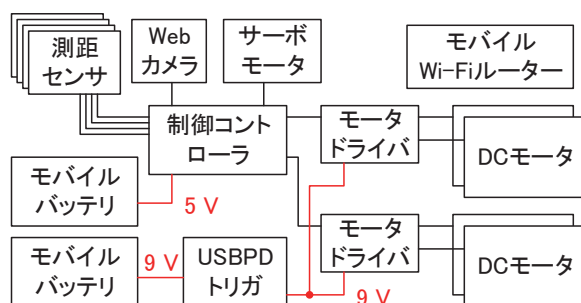 測距
センサ
Web
カメラ
サーボ
モータ
モバイル
Wi-Fiルーター
制御コント
ローラ
モータ
ドライバ
DCモータ
モバイル
バッテリ
5 V
モータ
ドライバ
DCモータ
モバイル
バッテリ
9 V
USBPD
トリガ
9 V